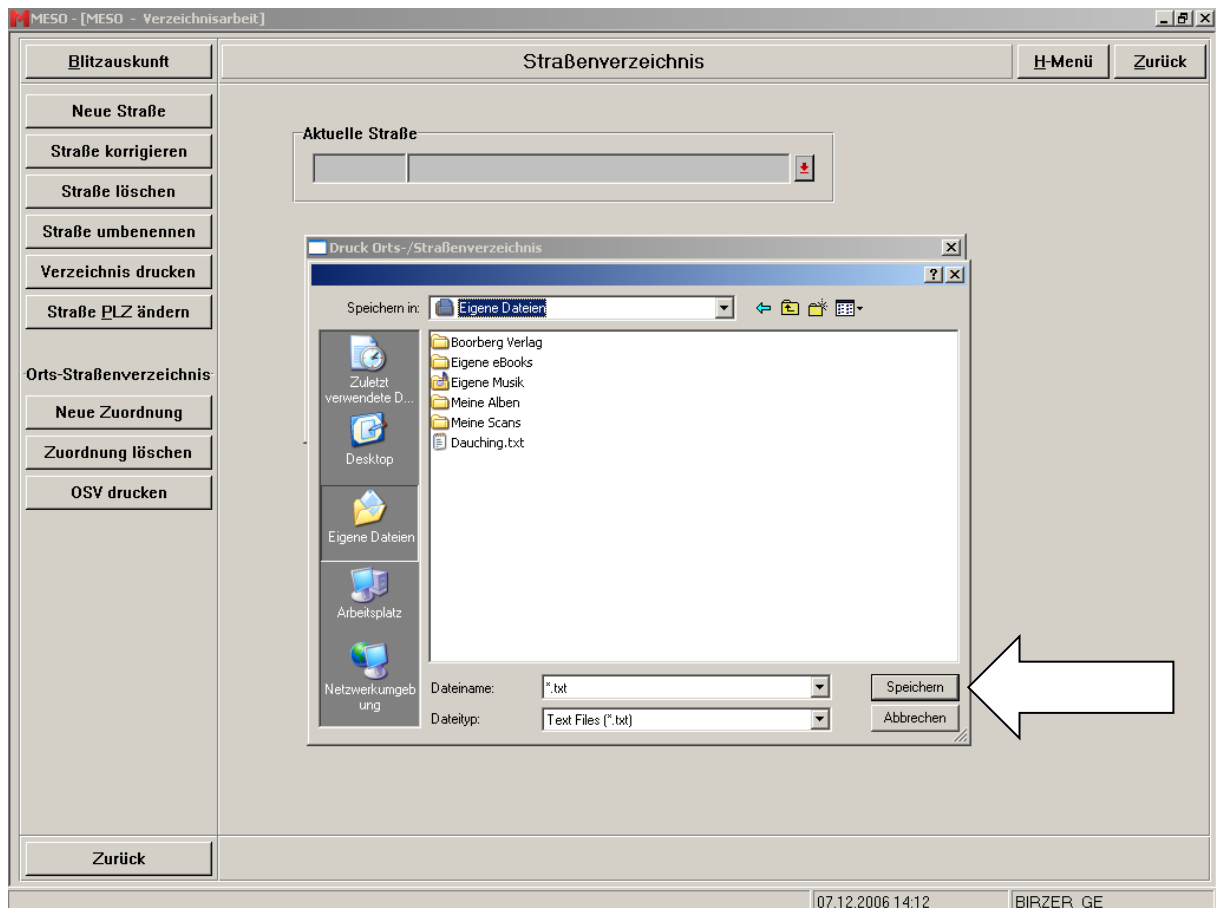 MESO - [MESO - Verzeichnisarbeit]
Blitzauskunft
Straßenverzeichnis
H-Menü
Zurück
Neue Straße
Straße korrigieren
Straße löschen
Straße umbenennen
Verzeichnis drucken
Straße PLZ ändern
Orts-Straßenverzeichnis
Neue Zuordnung
Zuordnung löschen
OSV drucken
Aktuelle Straße
Druck Orts-/Straßenverzeichnis
Speichern in:
Eigene Dateien
Zuletzt
verwendete D...
Desktop
Eigene Dateien
Arbeitsplatz
Netzwerkumgeb
ung
Boorberg Verlag
Eigene eBooks
Eigene Musik
Meine Alben
Meine Scans
Dauching.txt
Dateiname:
*.txt
Speichern
Dateityp:
Text Files (*.txt)
Abbrechen
Zurück
07.12.2006 14:12
BIRZER GE